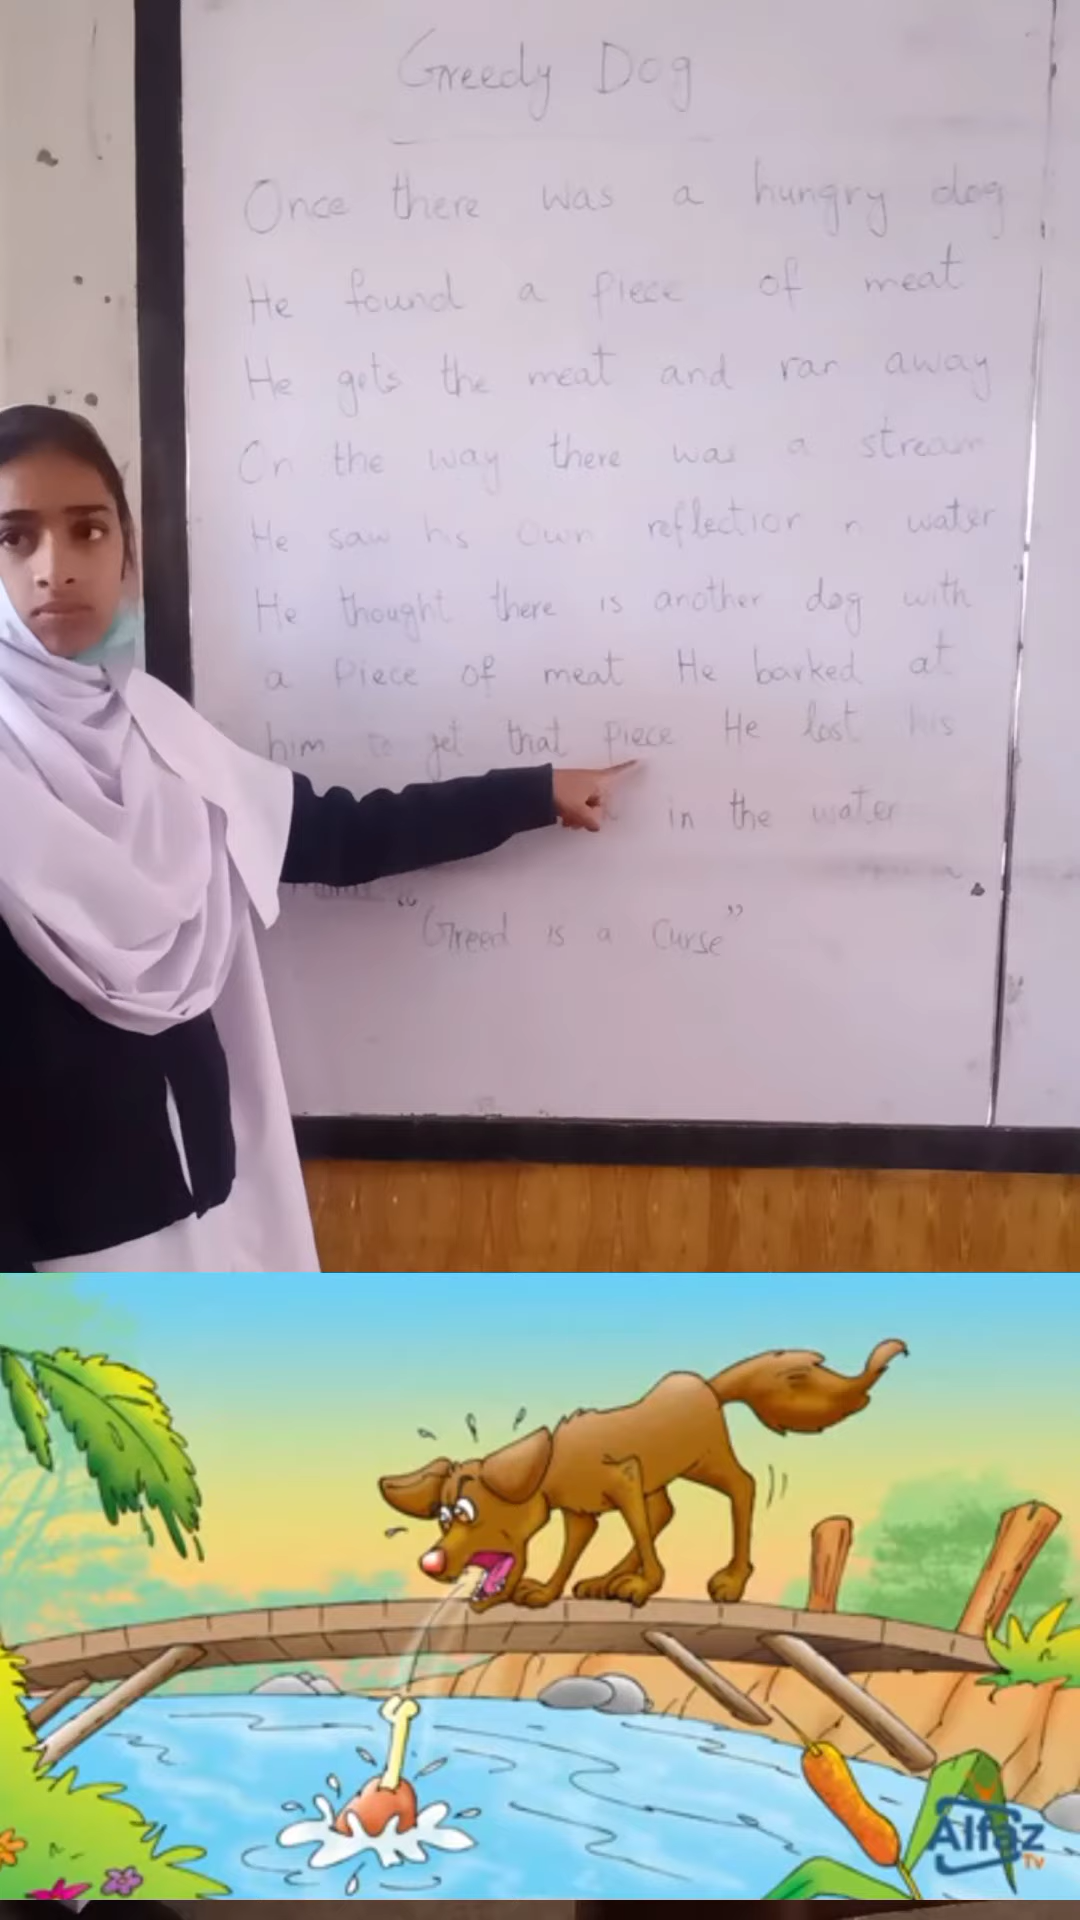 Greedy Dog
Once there was a hungry dog
He found a piece of meat
He gets the meat and ran away
On the way there was a stream
He saw his own reflection n water
He thought there is another dog with
a Piece of meat He barked at
him to get that piece He lost his
in the water
"Greed is a Curse"
Alfaz
Tv